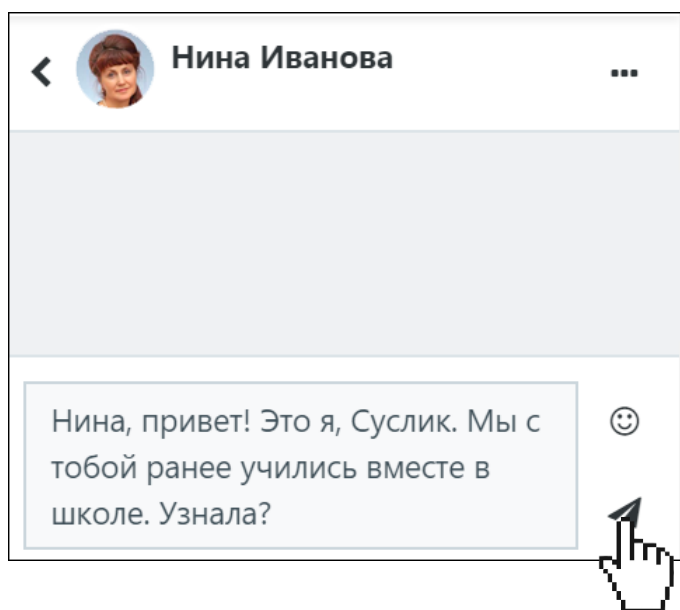 Нина Иванова
Нина, привет! Это я, Суслик. Мы с
тобой ранее учились вместе в
школе. Узнала?